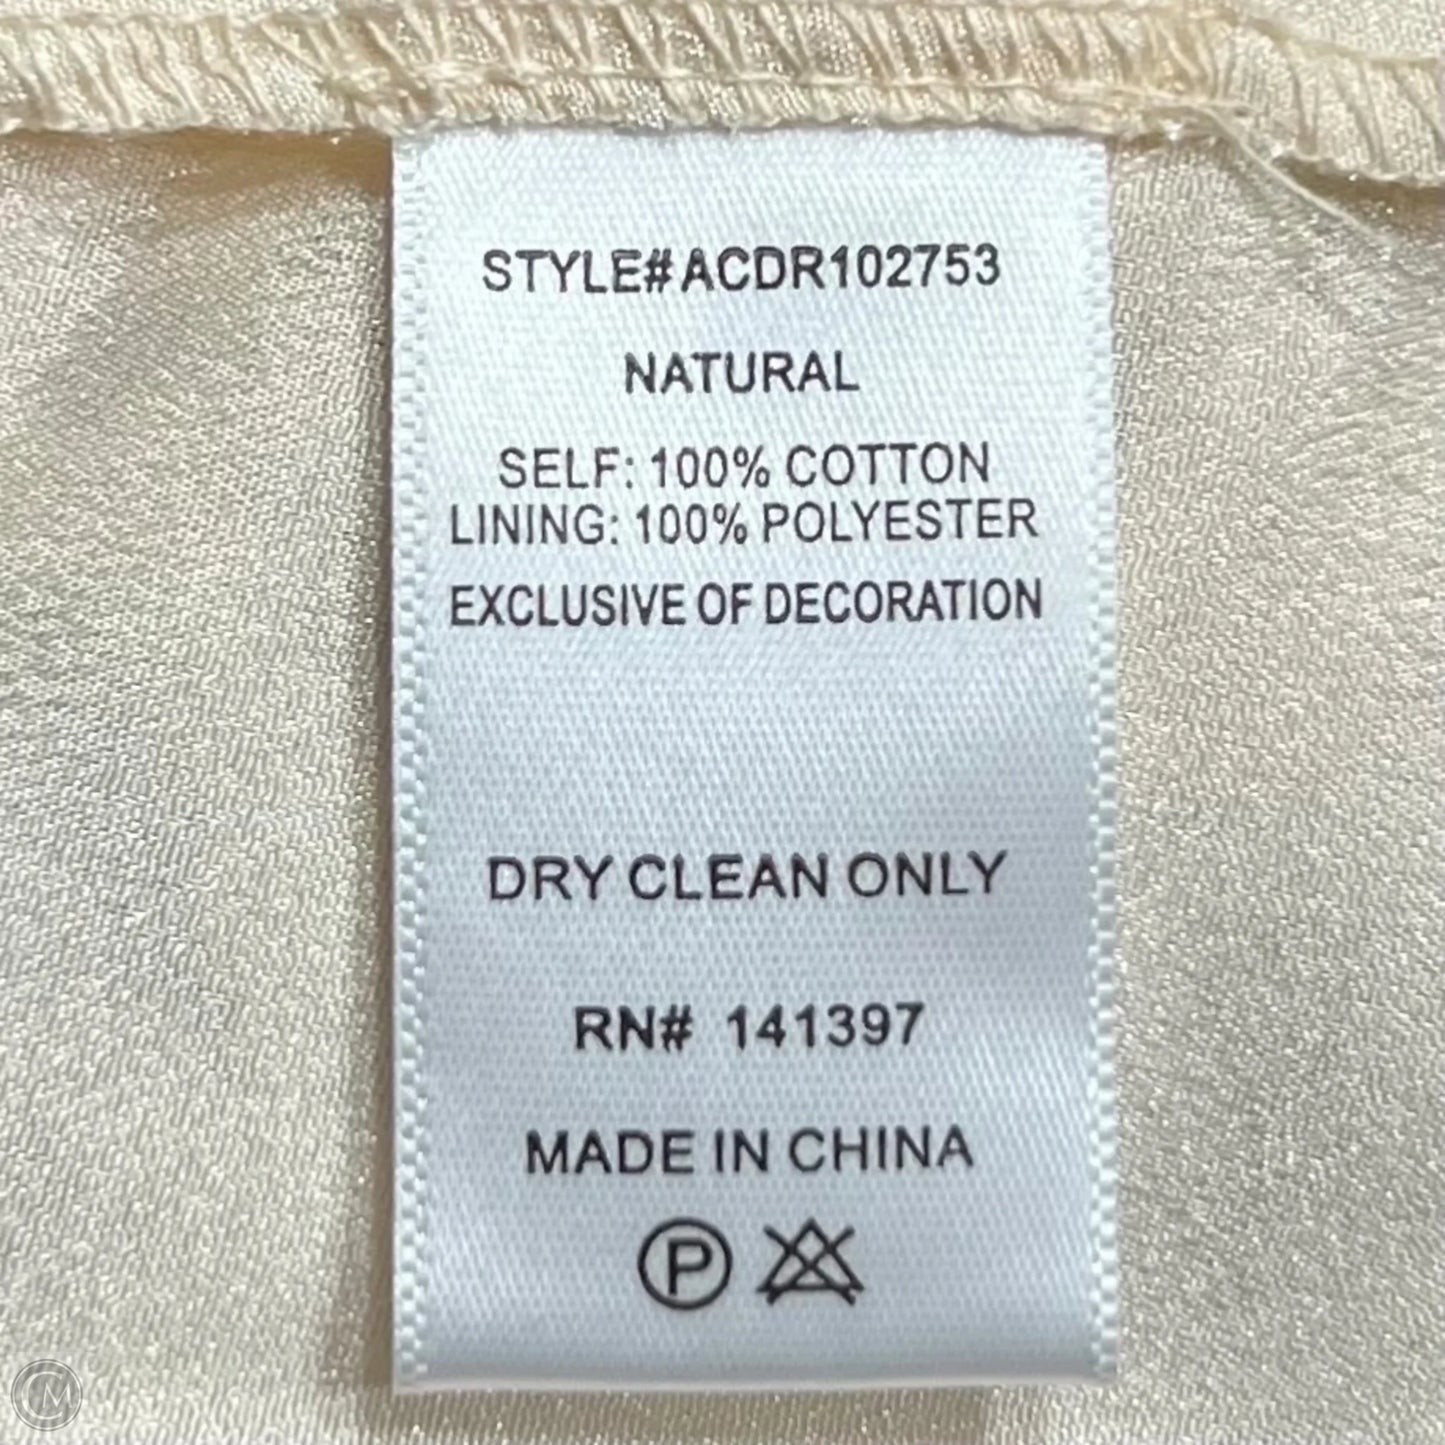 STYLE#ACDR102753
NATURAL
SELF: 100% COTTON
LINING: 100% POLYESTER
EXCLUSIVE OF DECORATION
DRY CLEAN ONLY
RN# 141397
MADE IN CHINA
P
CM